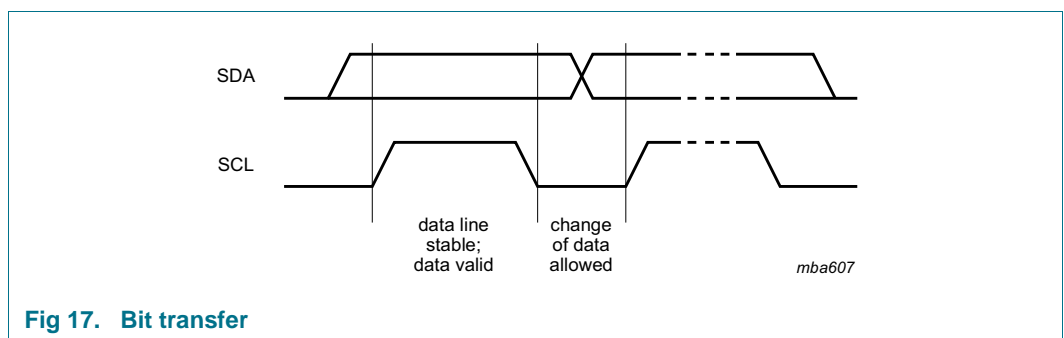 SDA
SCL
data line
stable;
data valid
change
of data
allowed
mba607
Fig 17. Bit transfer